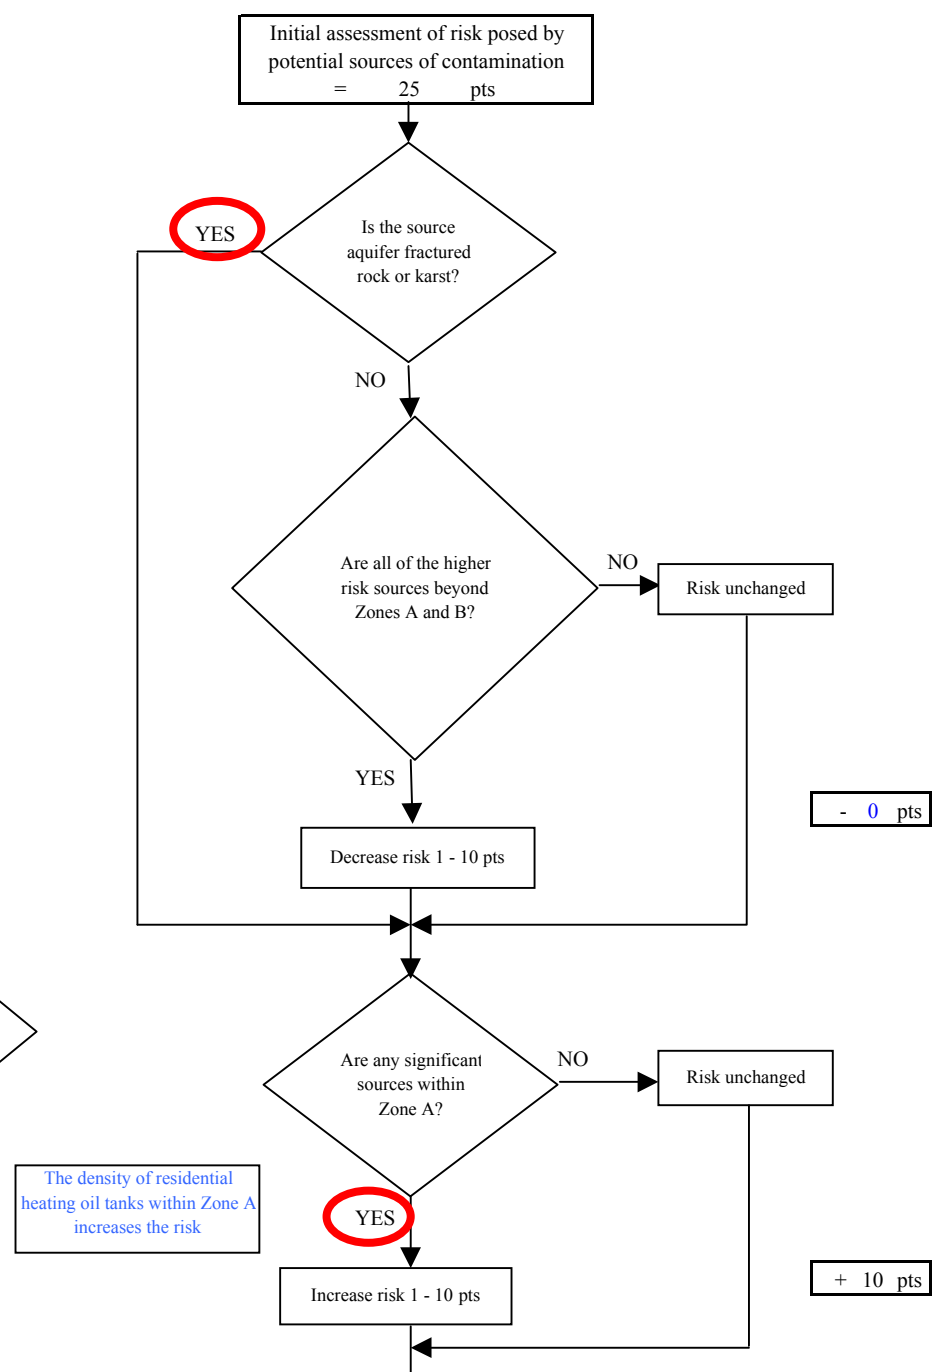 Initial assessment of risk posed by
potential sources of contamination
= 25 pts
YES
Is the source
aquifer fractured
rock or karst?
NO
Are all of the higher
risk sources beyond
Zones A and B?
NO
Risk unchanged
YES
- 0 pts
Decrease risk 1 - 10 pts
Are any significant
sources within
Zone A?
NO
Risk unchanged
The density of residential
heating oil tanks within Zone A
increases the risk
YES
Increase risk 1 - 10 pts
+ 10 pts